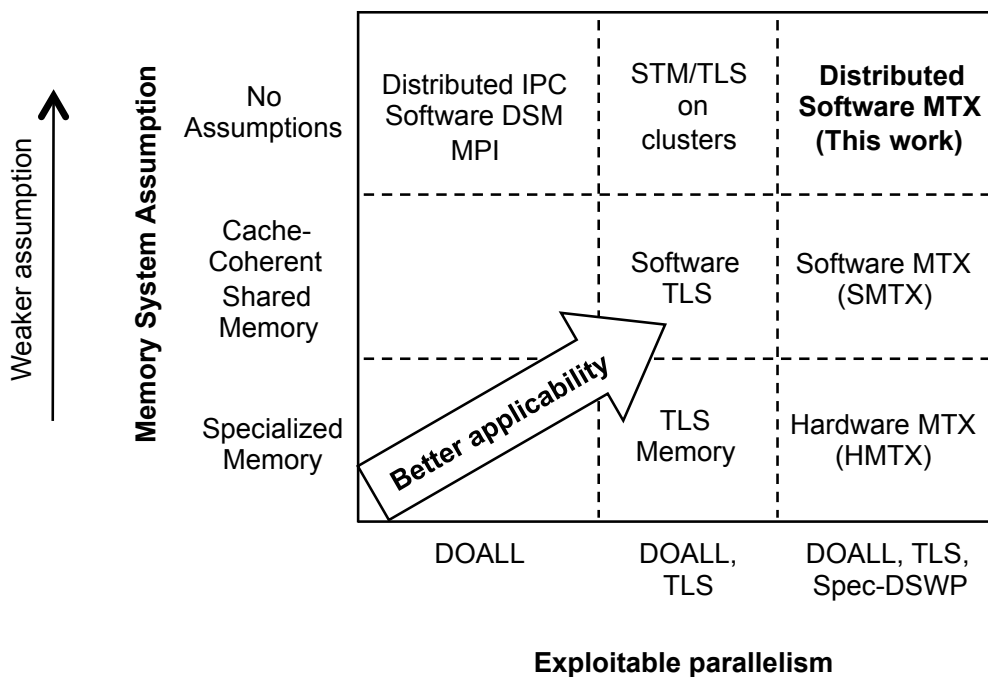 Weaker assumption
Memory System Assumption
No
Assumptions
Distributed IPC
Software DSM
MPI
STM/TLS
on
clusters
Distributed
Software MTX
(This work)
Cache-
Coherent
Shared
Memory
Software
TLS
Software MTX
(SMTX)
Specialized
Memory
Better applicability
TLS
Memory
Hardware MTX
(HMTX)
DOALL
DOALL,
TLS
DOALL, TLS,
Spec-DSWP
Exploitable parallelism